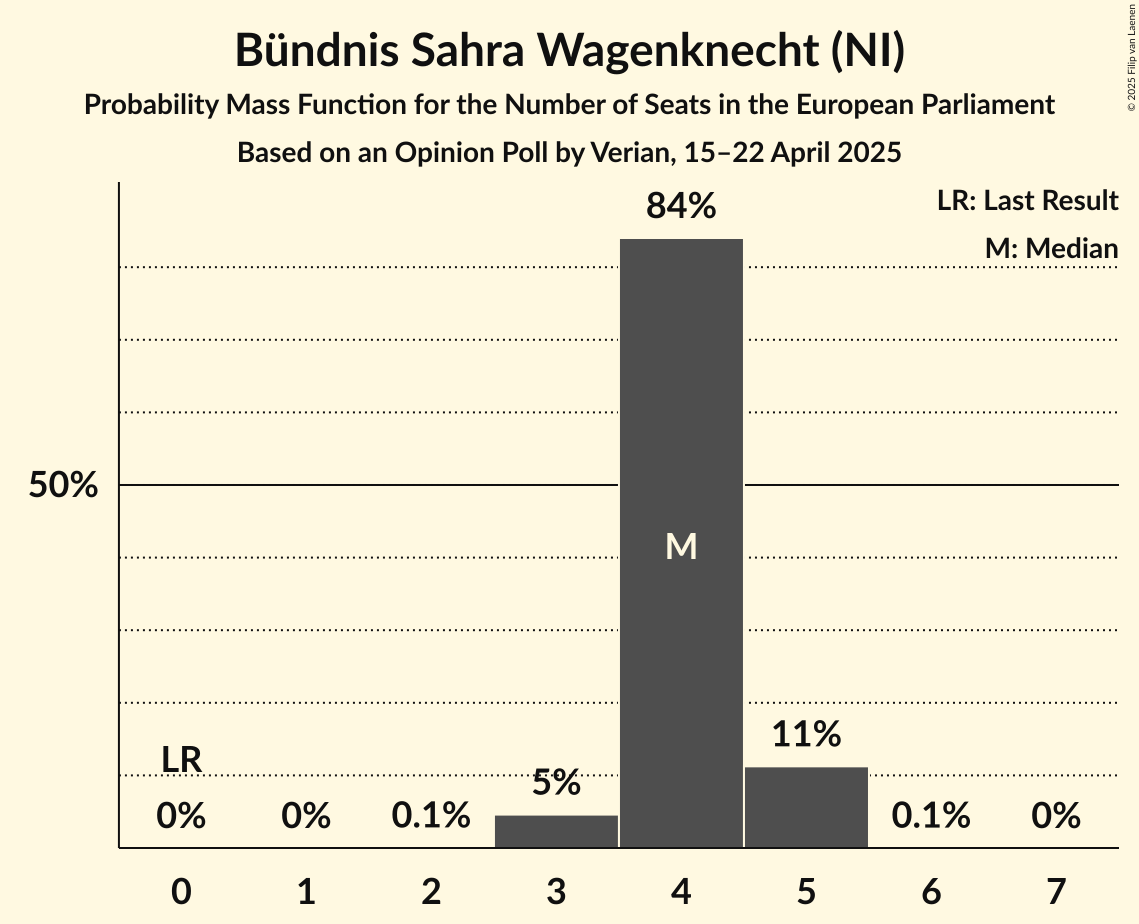 Bündnis Sahra Wagenknecht (NI)
Probability Mass Function for the Number of Seats in the European Parliament
Based on an Opinion Poll by Verian, 15–22 April 2025
© 2025 Filip van Laenen
LR: Last Result
M: Median
84%
50%
M
11%
LR
5%
0%
0%
0.1%
0.1%
0%
0 1 2 3 4 5 6 7